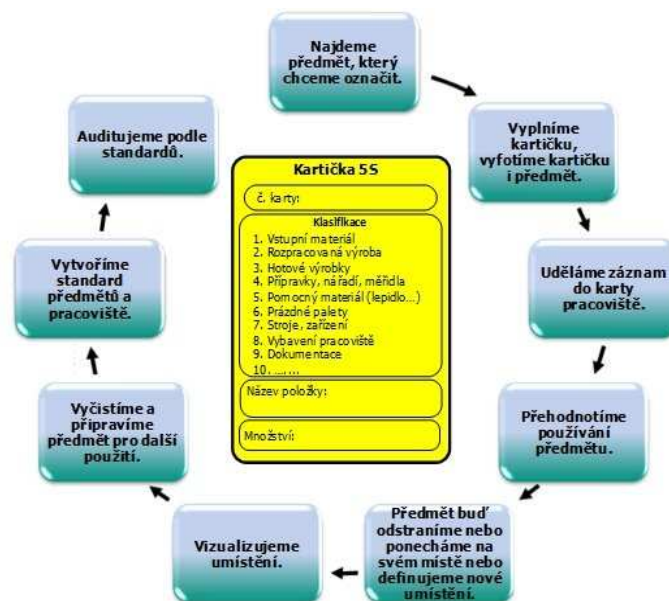 Najdeme
předmět, který
chceme označit.
Vyplníme
kartičku,
vyfotíme kartičku
i předmět.
Uděláme záznam
do karty
pracoviště.
Přehodnotíme
používání
předmětu.
Předmět buď
odstraníme nebo
ponecháme na
svém místě nebo
definujeme nové
umístění.
Vizualizujeme
umístění.
Vyčistíme a
připravíme
předmět pro další
použití.
Vytvoříme
standard
předmětů a
pracoviště.
Auditujeme podle
standardů.
Kartička 5S
č. karty:
Klasifikace
1. Vstupní materiál
2. Rozpracovaná výroba
3. Hotové výrobky
4. Přípravky, nářadí, měřidla
5. Pomocný materiál (lepidlo...)
6. Prázdné palety
7. Stroje, zařízení
8. Vybavení pracoviště
9. Dokumentace
10. ... ...
Název položky:
Množství: